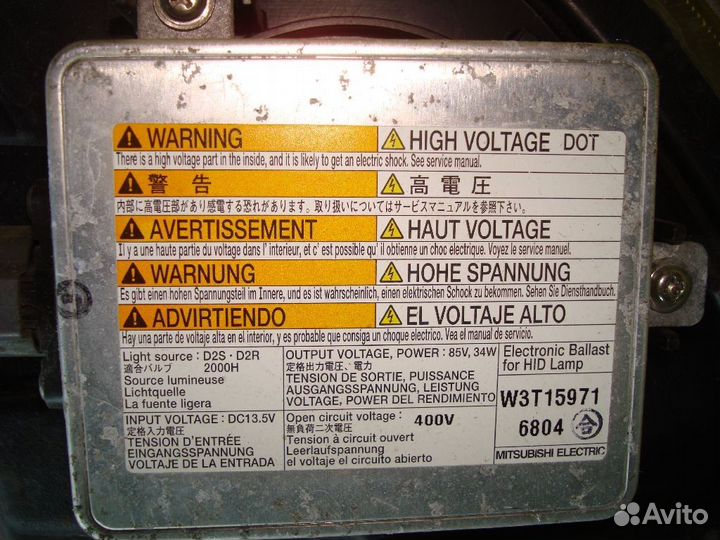 WARNING
HIGH VOLTAGE DOT
There is a high voltage part in the inside, and it is likely to get an electric shock. See service manual.
警告
高電圧
内部に高電圧部があり感電する恐れがあります。取り扱いについてはサービスマニュアルを参照下さい。
AVERTISSEMENT
HAUT VOLTAGE
Il y a une haute partie du voltage dans l' interieur, et c' est possible qu' il obtienne un choc electrique. Voyez le service manuel.
WARNUNG
HOHE SPANNUNG
Es gibt einen hohen Spannungsteil im Innere, und es ist wahrscheinlich, einen elektrischen Schock zu bekommen. Sehen Sie Diensthandbuch.
ADVIRTIENDO
EL VOLTAJE ALTO
Hay una parte de voltaje alta en el interior, y es probable que consiga un choque electrico. Vea el manual de servicio.
Light source : D2S · D2R
適合バルブ 2000H
Source lumineuse
Lichtquelle
La fuente ligera
OUTPUT VOLTAGE, POWER : 85V, 34W
定格出力電圧、電力
TENSION DE SORTIE, PUISSANCE
AUSGANGSSPANNUNG, LEISTUNG
VOLTAGE, POWER DEL RENDIMIENTO
Electronic Ballast
for HID Lamp
INPUT VOLTAGE : DC13.5V
定格入力電圧
TENSION D'ENTRÉE
EINGANGSSPANNUNG
VOLTAJE DE LA ENTRADA
Open circuit voltage : 400V
無負荷二次電圧
Tension à circuit ouvert
Leerlaufspannung
el voltaje el circuito abierto
W3T15971
6804 合
MITSUBISHI ELECTRIC
Avito